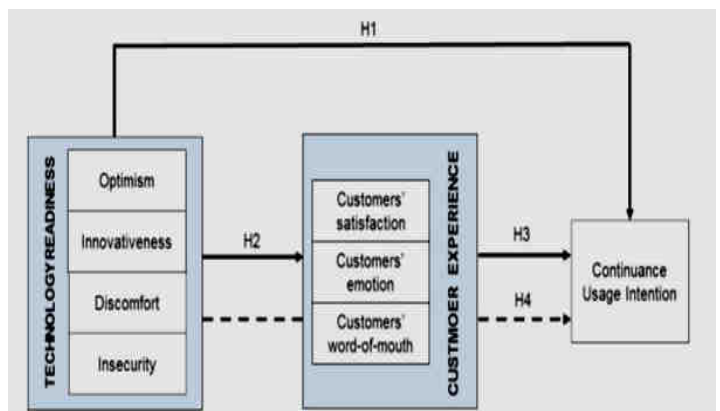 H1
TECHNOLOGY READINESS
Optimism
Innovativeness
Discomfort
Insecurity
H2
Customers'
satisfaction
Customers'
emotion
Customers'
word-of-mouth
CUSTMOER EXPERIENCE
H3
H4
Continuance
Usage Intention